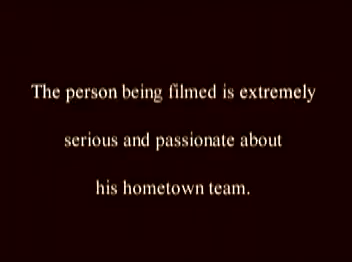 The person being filmed is extremely
serious and passionate about
his hometown team.